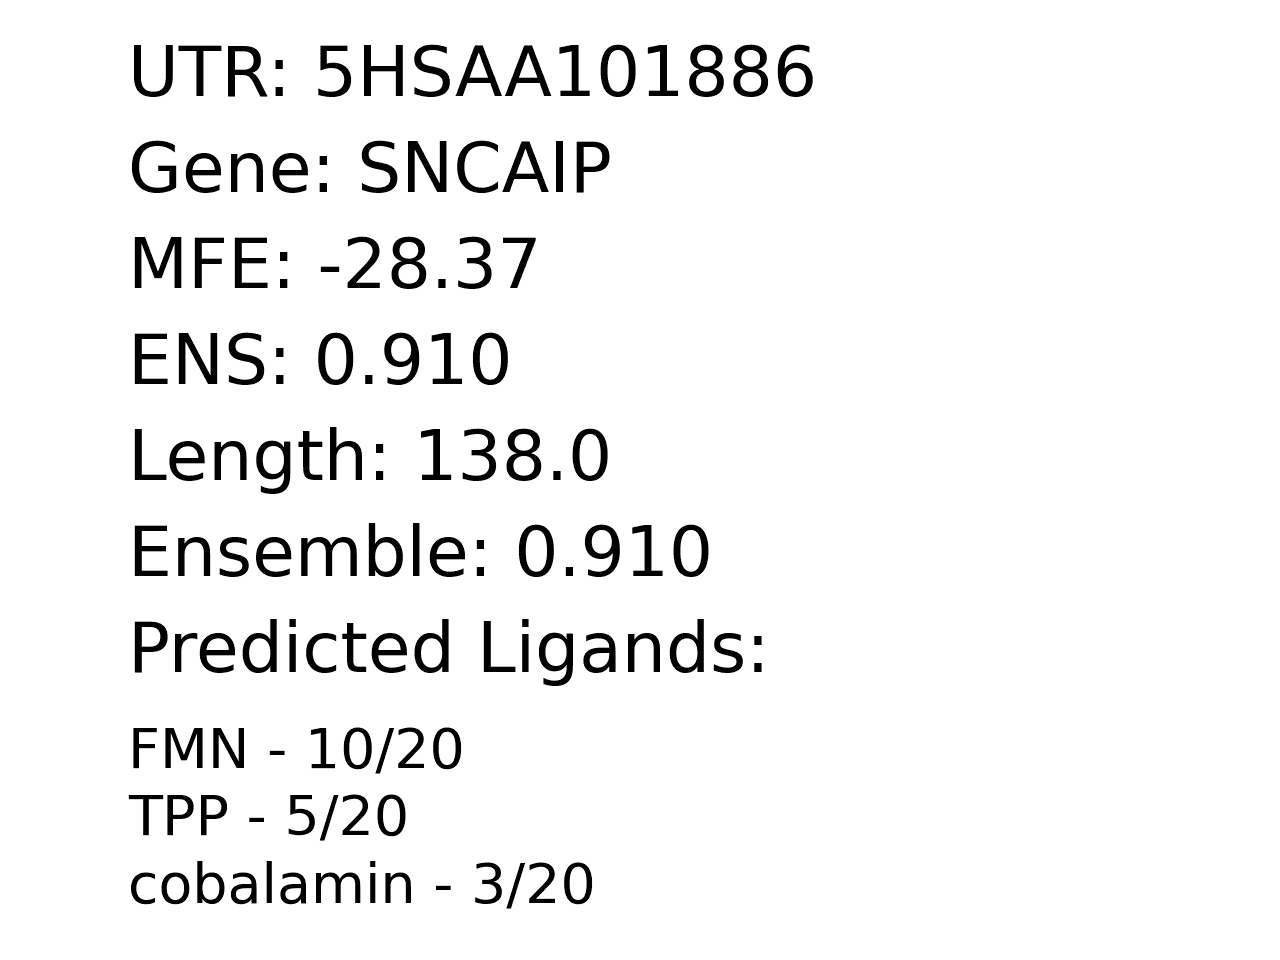 UTR: 5HSAA101886
Gene: SNCAIP
MFE: -28.37
ENS: 0.910
Length: 138.0
Ensemble: 0.910
Predicted Ligands:
FMN - 10/20
TPP - 5/20
cobalamin - 3/20